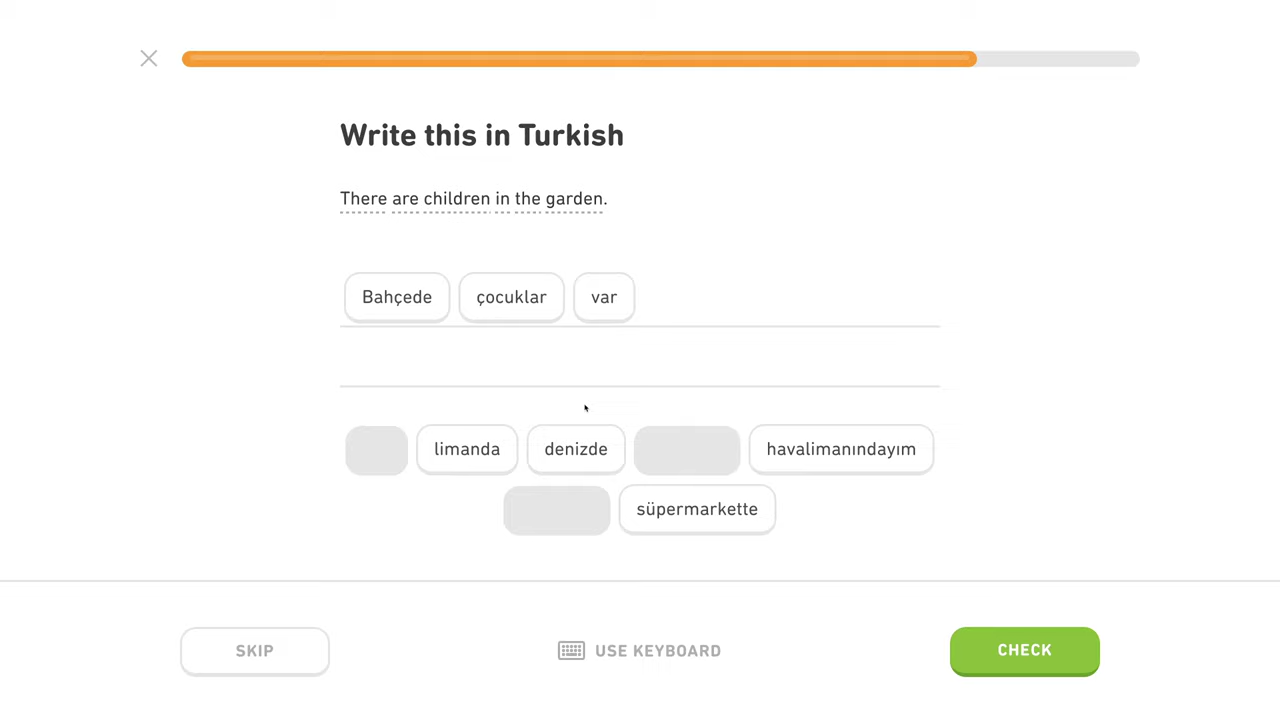 Write this in Turkish
There are children in the garden.
Bahçede çocuklar var
limanda denizde havalimanındayım
süpermarkette
SKIP USE KEYBOARD CHECK